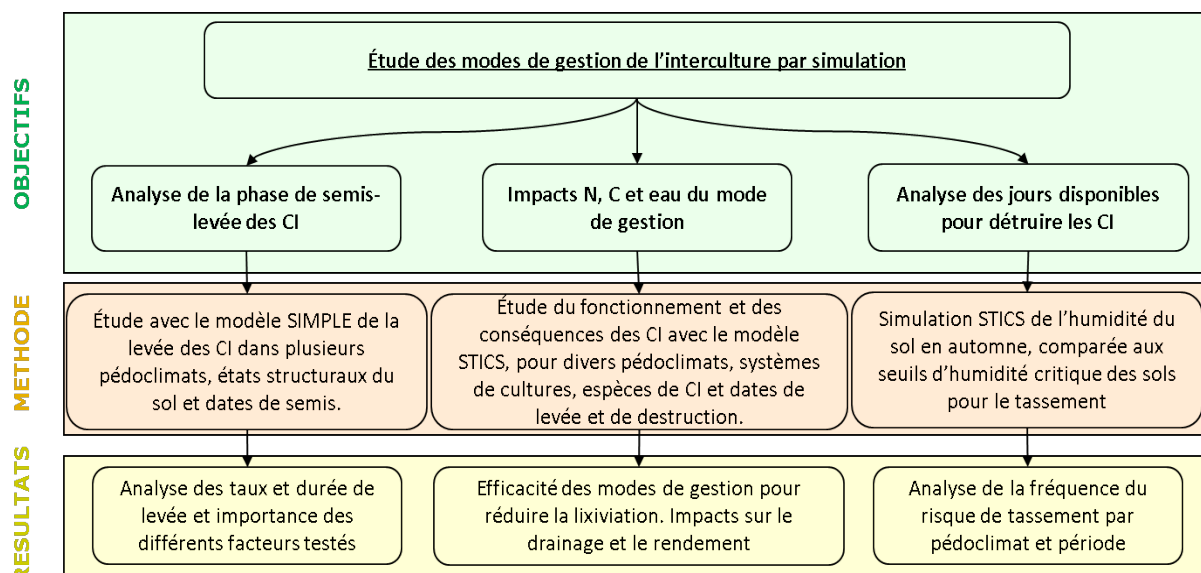 OBJECTIFS
Étude des modes de gestion de l'interculture par simulation
Analyse de la phase de semis-
levée des CI
Impacts N, C et eau du mode
de gestion
Analyse des jours disponibles
pour détruire les CI
METHODE
Étude avec le modèle SIMPLE de la
levée des CI dans plusieurs
pédoclimats, états structuraux du
sol et dates de semis.
Étude du fonctionnement et des
conséquences des CI avec le modèle
STICS, pour divers pédoclimats, systèmes
de cultures, espèces de CI et dates de
levée et de destruction.
Simulation STICS de l'humidité du
sol en automne, comparée aux
seuils d'humidité critique des sols
pour le tassement
RESULTATS
Analyse des taux et durée de
levée et importance des
différents facteurs testés
Efficacité des modes de gestion pour
réduire la lixiviation. Impacts sur le
drainage et le rendement
Analyse de la fréquence du
risque de tassement par
pédoclimat et période